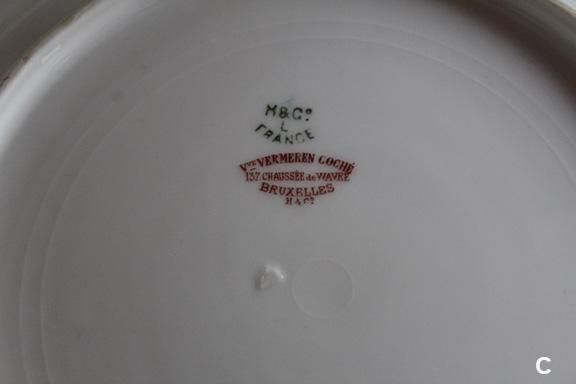 H&Cº
L
FRANCE
Vve VERMEREN COCHÉ
137, CHAUSSÉE de WAVRE
BRUXELLES
H & Cº
C